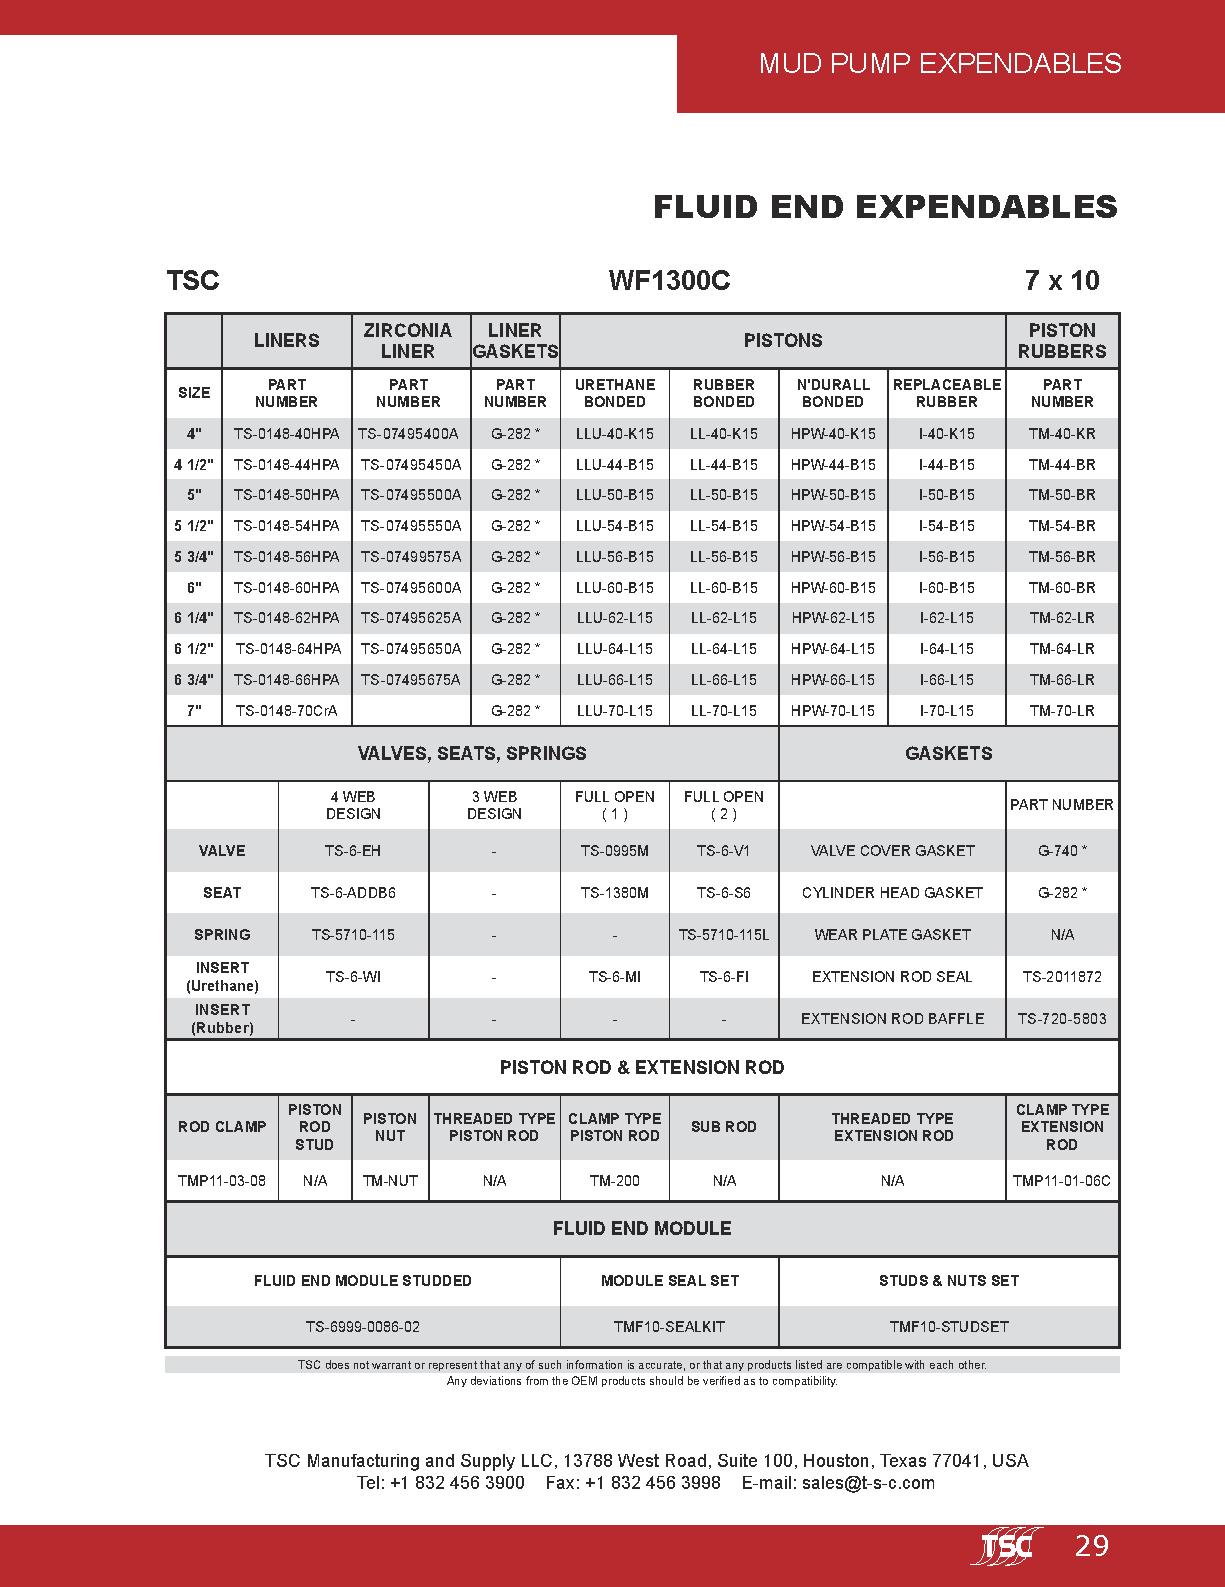 MUD PUMP EXPENDABLES
FLUID END EXPENDABLES
TSC WF1300C 7 x 10
LINERS ZIRCONIA LINER LINER GASKETS PISTONS PISTON RUBBERS
SIZE PART NUMBER PART NUMBER PART NUMBER URETHANE BONDED RUBBER BONDED N'DURALL BONDED REPLACEABLE RUBBER PART NUMBER
4" TS-0148-40HPA TS-07495400A G-282 * LLU-40-K15 LL-40-K15 HPW-40-K15 I-40-K15 TM-40-KR
4 1/2" TS-0148-44HPA TS-07495450A G-282 * LLU-44-B15 LL-44-B15 HPW-44-B15 I-44-B15 TM-44-BR
5" TS-0148-50HPA TS-07495500A G-282 * LLU-50-B15 LL-50-B15 HPW-50-B15 I-50-B15 TM-50-BR
5 1/2" TS-0148-54HPA TS-07495550A G-282 * LLU-54-B15 LL-54-B15 HPW-54-B15 I-54-B15 TM-54-BR
5 3/4" TS-0148-56HPA TS-07499575A G-282 * LLU-56-B15 LL-56-B15 HPW-56-B15 I-56-B15 TM-56-BR
6" TS-0148-60HPA TS-07495600A G-282 * LLU-60-B15 LL-60-B15 HPW-60-B15 I-60-B15 TM-60-BR
6 1/4" TS-0148-62HPA TS-07495625A G-282 * LLU-62-L15 LL-62-L15 HPW-62-L15 I-62-L15 TM-62-LR
6 1/2" TS-0148-64HPA TS-07495650A G-282 * LLU-64-L15 LL-64-L15 HPW-64-L15 I-64-L15 TM-64-LR
6 3/4" TS-0148-66HPA TS-07495675A G-282 * LLU-66-L15 LL-66-L15 HPW-66-L15 I-66-L15 TM-66-LR
7" TS-0148-70CrA G-282 * LLU-70-L15 LL-70-L15 HPW-70-L15 I-70-L15 TM-70-LR
VALVES, SEATS, SPRINGS GASKETS
4 WEB DESIGN 3 WEB DESIGN FULL OPEN ( 1 ) FULL OPEN ( 2 ) PART NUMBER
VALVE TS-6-EH - TS-0995M TS-6-V1 VALVE COVER GASKET G-740 *
SEAT TS-6-ADDB6 - TS-1380M TS-6-S6 CYLINDER HEAD GASKET G-282 *
SPRING TS-5710-115 - - TS-5710-115L WEAR PLATE GASKET N/A
INSERT (Urethane) TS-6-WI - TS-6-MI TS-6-FI EXTENSION ROD SEAL TS-2011872
INSERT (Rubber) - - - - EXTENSION ROD BAFFLE TS-720-5803
PISTON ROD & EXTENSION ROD
ROD CLAMP PISTON ROD STUD PISTON NUT THREADED TYPE PISTON ROD CLAMP TYPE PISTON ROD SUB ROD THREADED TYPE EXTENSION ROD CLAMP TYPE EXTENSION ROD
TMP11-03-08 N/A TM-NUT N/A TM-200 N/A N/A TMP11-01-06C
FLUID END MODULE
FLUID END MODULE STUDDED MODULE SEAL SET STUDS & NUTS SET
TS-6999-0086-02 TMF10-SEALKIT TMF10-STUDSET
TSC does not warrant or represent that any of such information is accurate, or that any products listed are compatible with each other.
Any deviations from the OEM products should be verified as to compatibility.
TSC Manufacturing and Supply LLC, 13788 West Road, Suite 100, Houston, Texas 77041, USA
Tel: +1 832 456 3900 Fax: +1 832 456 3998 E-mail: sales@t-s-c.com
TSC 29